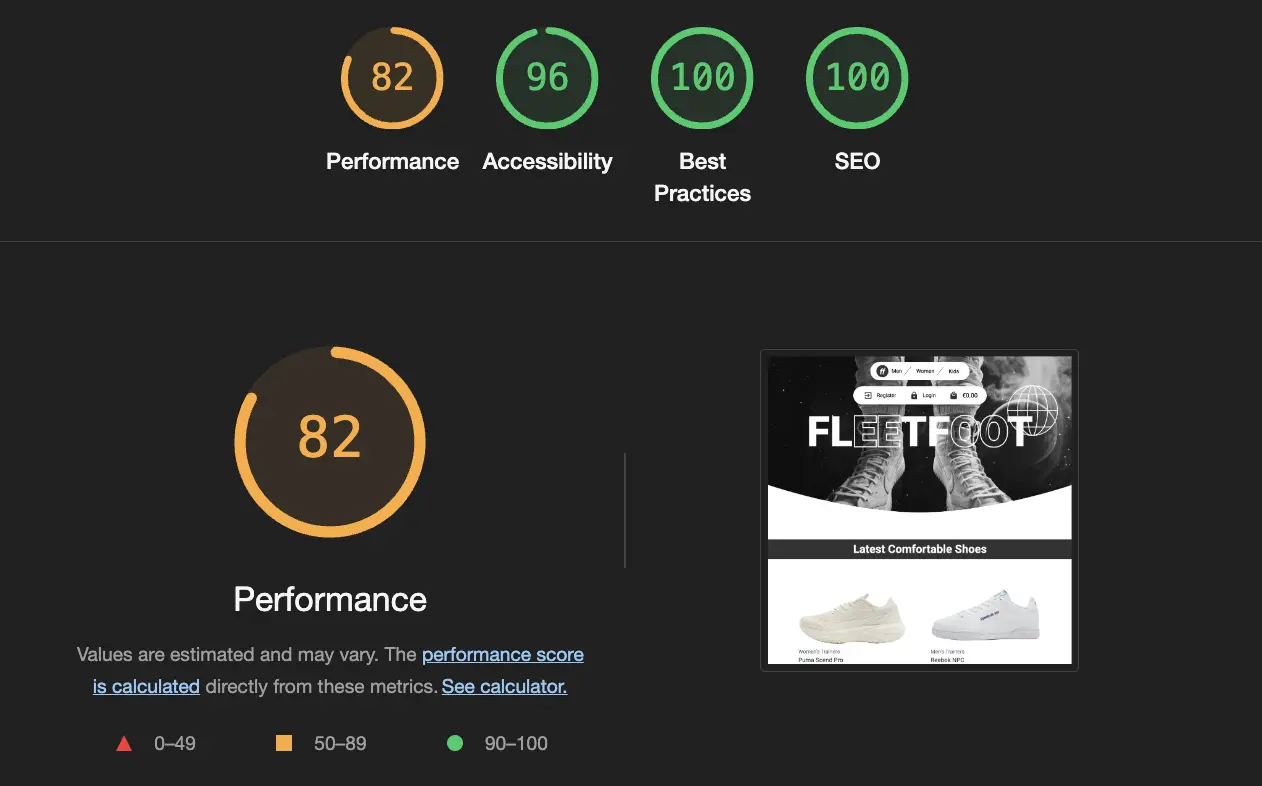 82
96
100
100
Performance
Accessibility
Best
Practices
SEO
82
Performance
Values are estimated and may vary. The performance score
is calculated directly from these metrics. See calculator.
0–49
50–89
90–100
Men / Women / Kids
Register
Login
€0.00
FLEETFOOT
Latest Comfortable Shoes
Women's Trainers
Puma Scend Pro
Men's Trainers
Reebok NPC